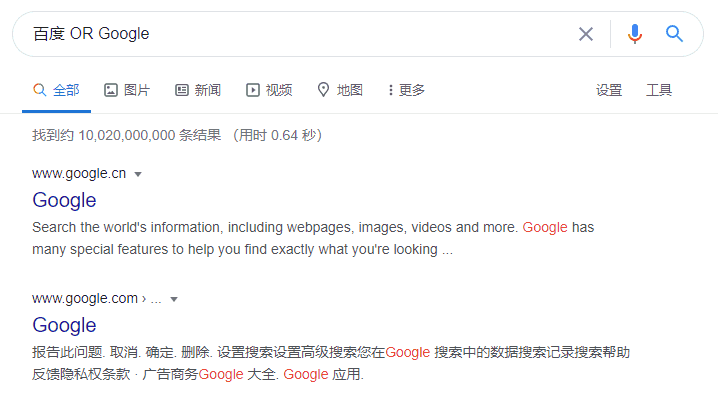 百度 OR Google
全部 图片 新闻 视频 地图 更多 设置 工具
找到约 10,020,000,000 条结果 （用时 0.64 秒）
www.google.cn
Google
Search the world's information, including webpages, images, videos and more. Google has
many special features to help you find exactly what you're looking ...
www.google.com › ...
Google
报告此问题. 取消. 确定. 删除. 设置搜索设置高级搜索您在Google 搜索中的数据搜索记录搜索帮助
反馈隐私权条款 · 广告商务Google 大全. Google 应用.